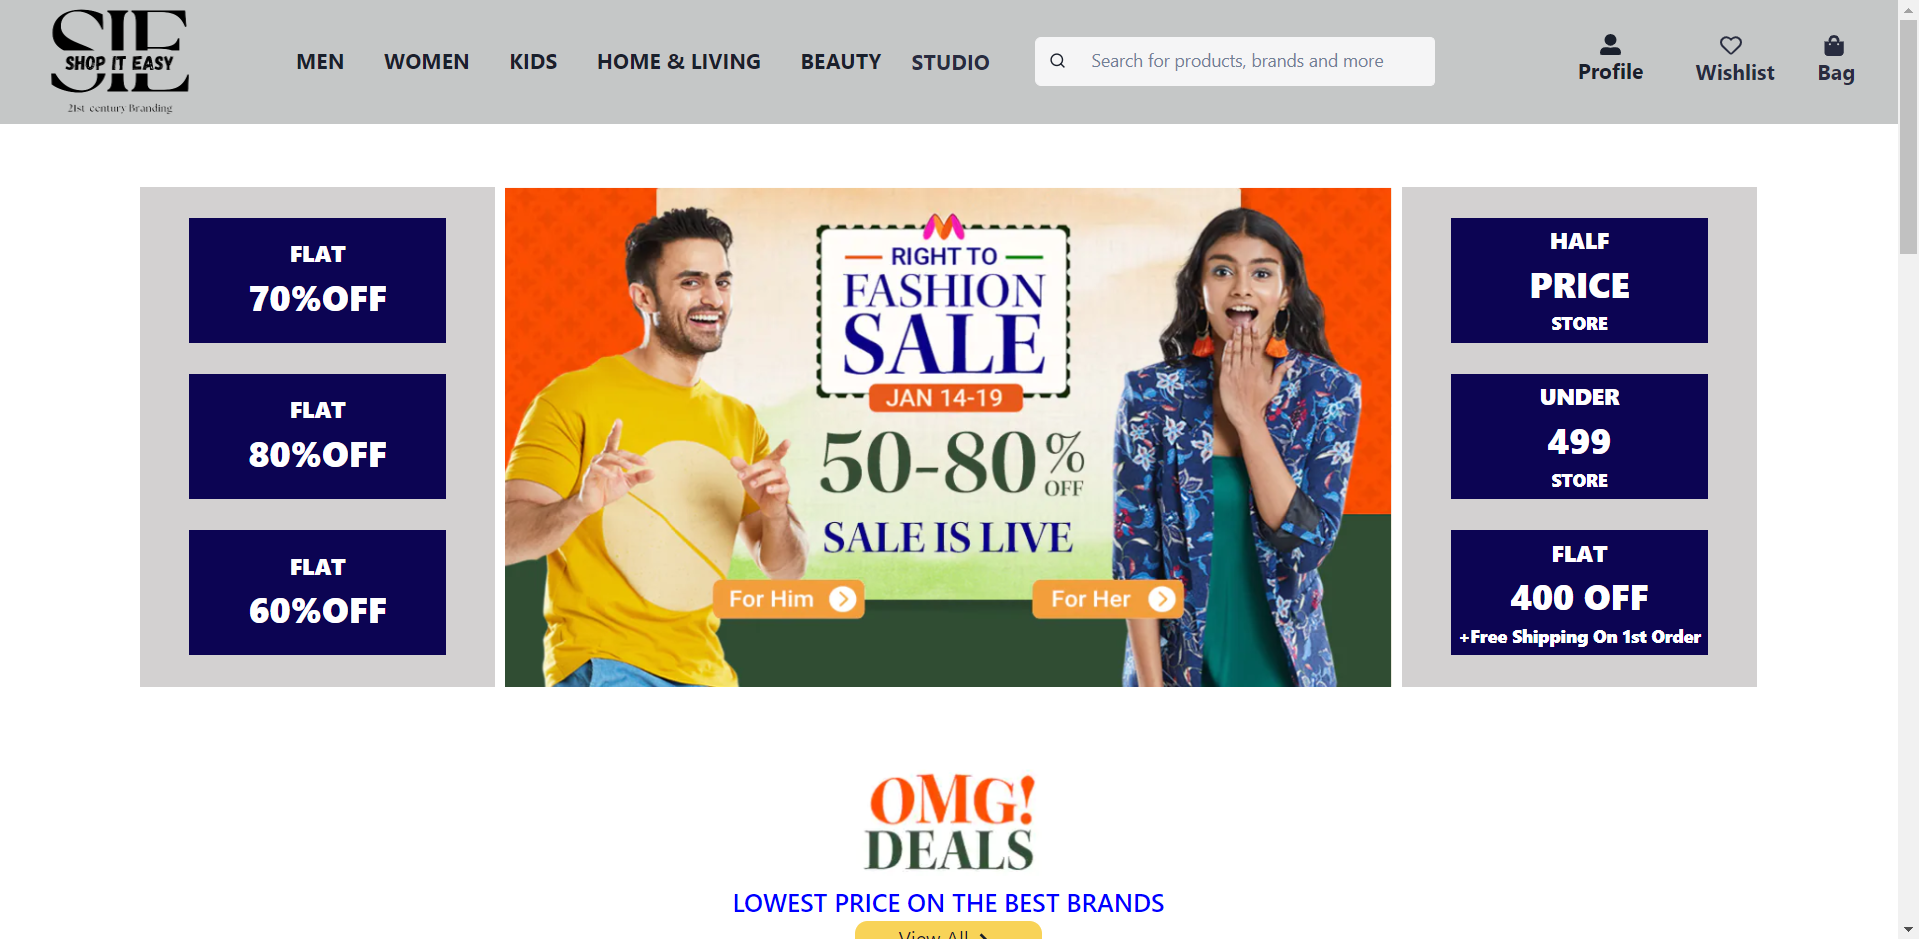 SIE
SHOP IT EASY
21st century Branding
MEN WOMEN KIDS HOME & LIVING BEAUTY STUDIO
Search for products, brands and more
Profile Wishlist Bag
FLAT
70%OFF
FLAT
80%OFF
FLAT
60%OFF
RIGHT TO
FASHION
SALE
JAN 14-19
50-80%
OFF
SALE IS LIVE
For Him
For Her
HALF
PRICE
STORE
UNDER
499
STORE
FLAT
400 OFF
+Free Shipping On 1st Order
OMG!
DEALS
LOWEST PRICE ON THE BEST BRANDS
View All